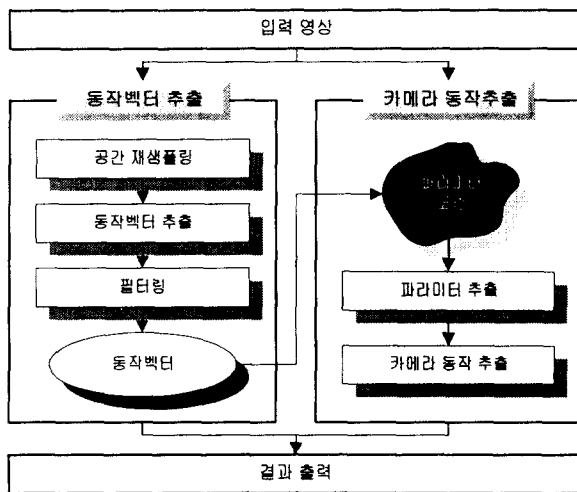 입력 영상
동작벡터 추출
카메라 동작추출
공간 재샘플링
동작벡터 추출
필터링
동작벡터
파라미터 추출
카메라 동작 추출
결과 출력